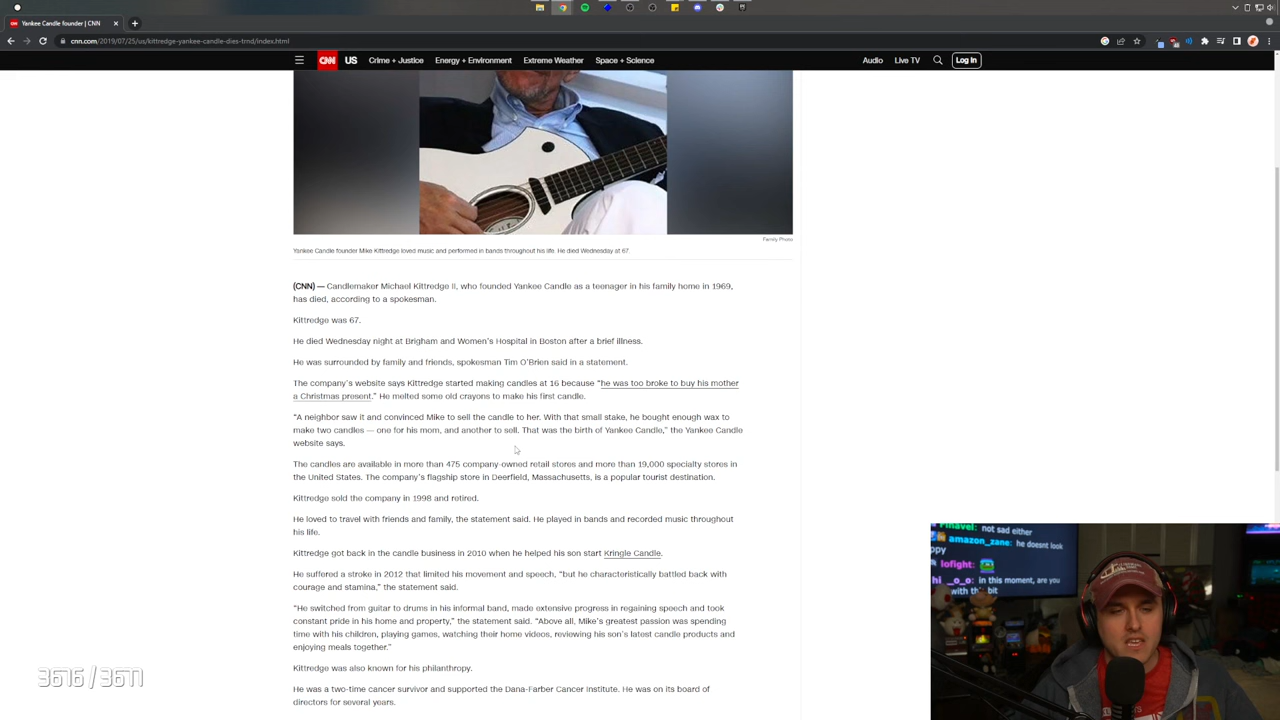 Yankee Candle founder | CNN
cnn.com/2019/07/25/us/kittredge-yankee-candle-dies-trnd/index.html
CNN US Crime + Justice Energy + Environment Extreme Weather Space + Science Audio Live TV Log In
Family Photo
Yankee Candle founder Mike Kittredge loved music and performed in bands throughout his life. He died Wednesday at 67.
(CNN) — Candlemaker Michael Kittredge II, who founded Yankee Candle as a teenager in his family home in 1969,
has died, according to a spokesman.
Kittredge was 67.
He died Wednesday night at Brigham and Women's Hospital in Boston after a brief illness.
He was surrounded by family and friends, spokesman Tim O'Brien said in a statement.
The company's website says Kittredge started making candles at 16 because "he was too broke to buy his mother
a Christmas present." He melted some old crayons to make his first candle.
"A neighbor saw it and convinced Mike to sell the candle to her. With that small stake, he bought enough wax to
make two candles — one for his mom, and another to sell. That was the birth of Yankee Candle," the Yankee Candle
website says.
The candles are available in more than 475 company-owned retail stores and more than 19,000 specialty stores in
the United States. The company's flagship store in Deerfield, Massachusetts, is a popular tourist destination.
Kittredge sold the company in 1998 and retired.
He loved to travel with friends and family, the statement said. He played in bands and recorded music throughout
his life.
Kittredge got back in the candle business in 2010 when he helped his son start Kringle Candle.
He suffered a stroke in 2012 that limited his movement and speech, "but he characteristically battled back with
courage and stamina," the statement said.
"He switched from guitar to drums in his informal band, made extensive progress in regaining speech and took
constant pride in his home and property," the statement said. "Above all, Mike's greatest passion was spending
time with his children, playing games, watching their home videos, reviewing his son's latest candle products and
enjoying meals together."
Kittredge was also known for his philanthropy.
He was a two-time cancer survivor and supported the Dana-Farber Cancer Institute. He was on its board of
directors for several years.
not sad either
amazon_zane: he doesnt look
ppy
lofight:
hi _o_o: in this moment, are you
with this bit
3616 / 3671